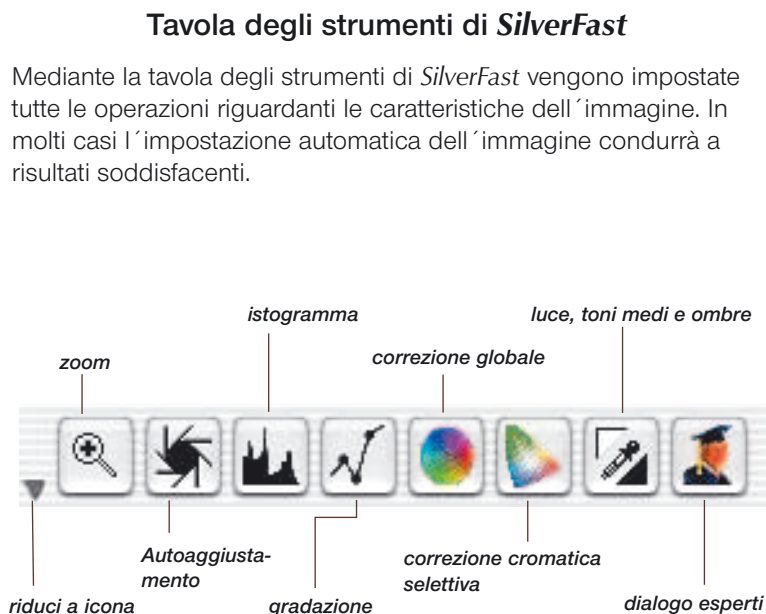 Tavola degli strumenti di SilverFast
Mediante la tavola degli strumenti di SilverFast vengono impostate
tutte le operazioni riguardanti le caratteristiche dell´immagine. In
molti casi l´impostazione automatica dell´immagine condurrà a
risultati soddisfacenti.
istogramma
luce, toni medi e ombre
zoom
correzione globale
Autoaggiusta-
mento
correzione cromatica
selettiva
riduci a icona
gradazione
dialogo esperti